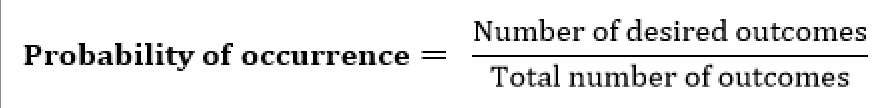 Probability of occurrence = Number of desired outcomes
Total number of outcomes